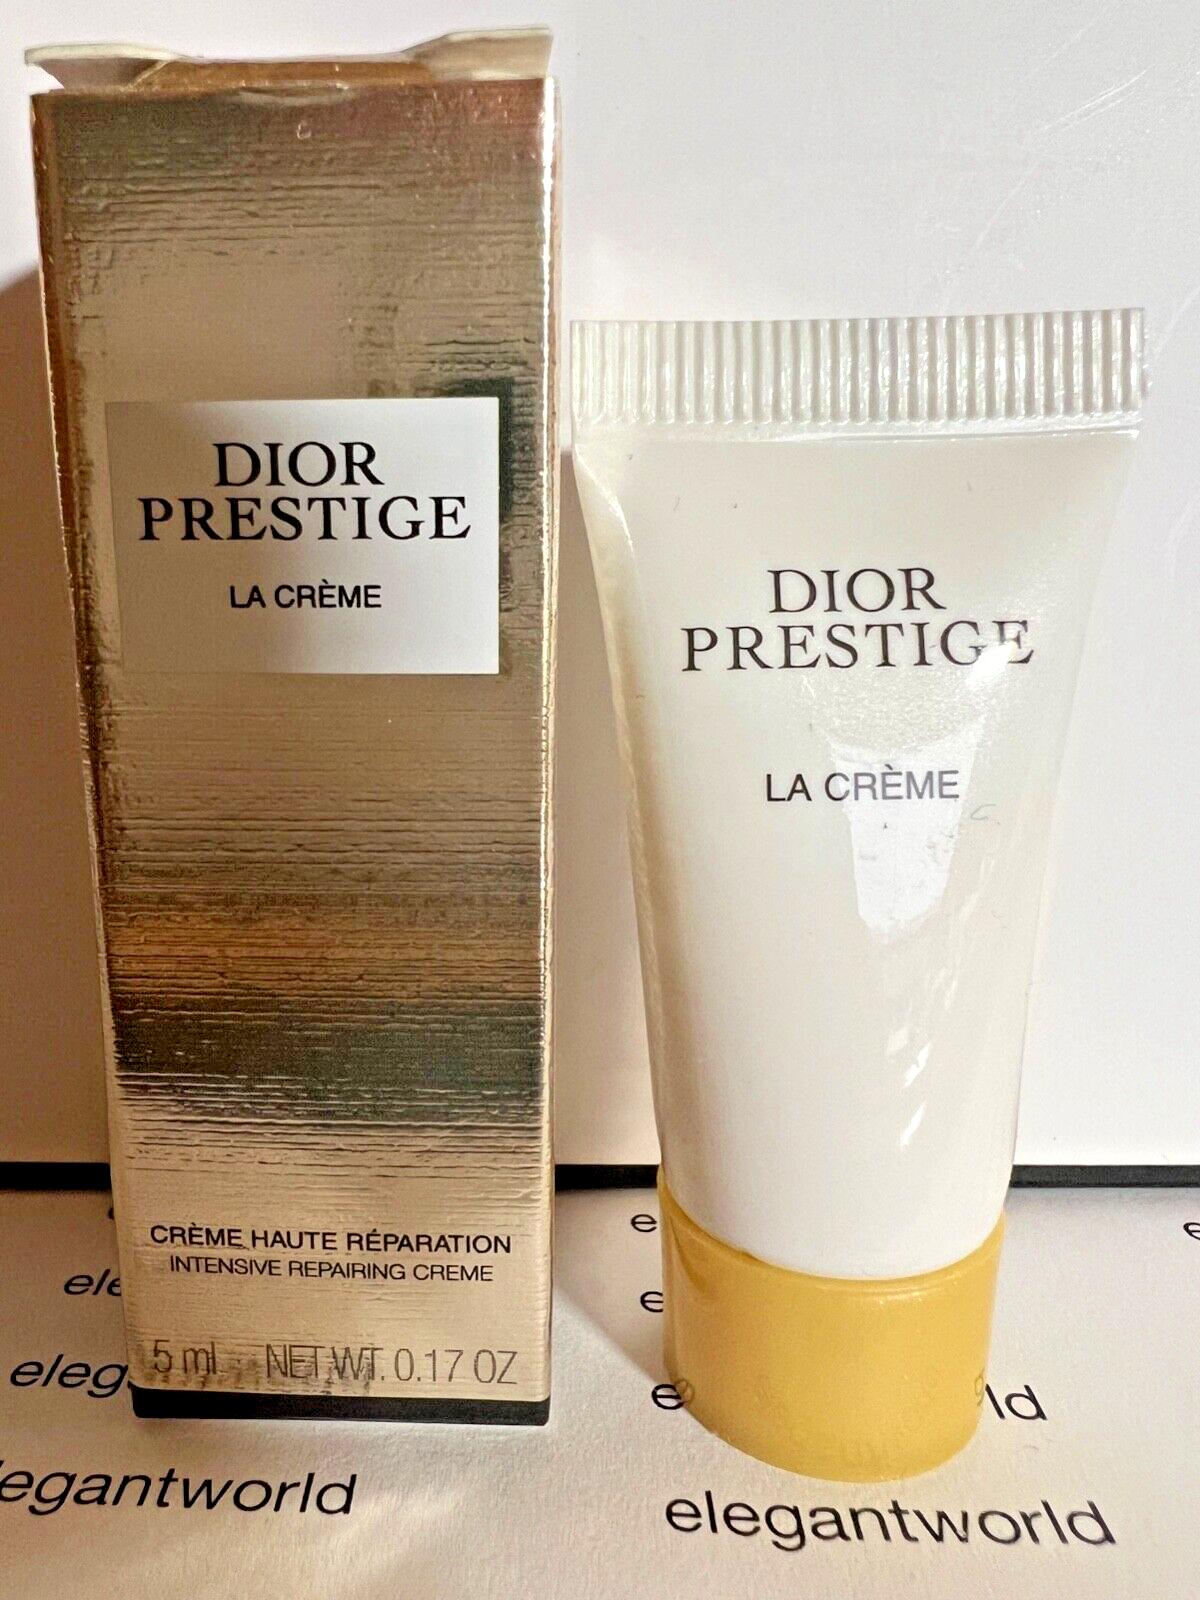 DIOR
PRESTIGE
LA CRÈME
CRÈME HAUTE RÉPARATION
INTENSIVE REPAIRING CREME
5 ml NET WT. 0.17 OZ
DIOR
PRESTIGE
LA CRÈME
elegantworld